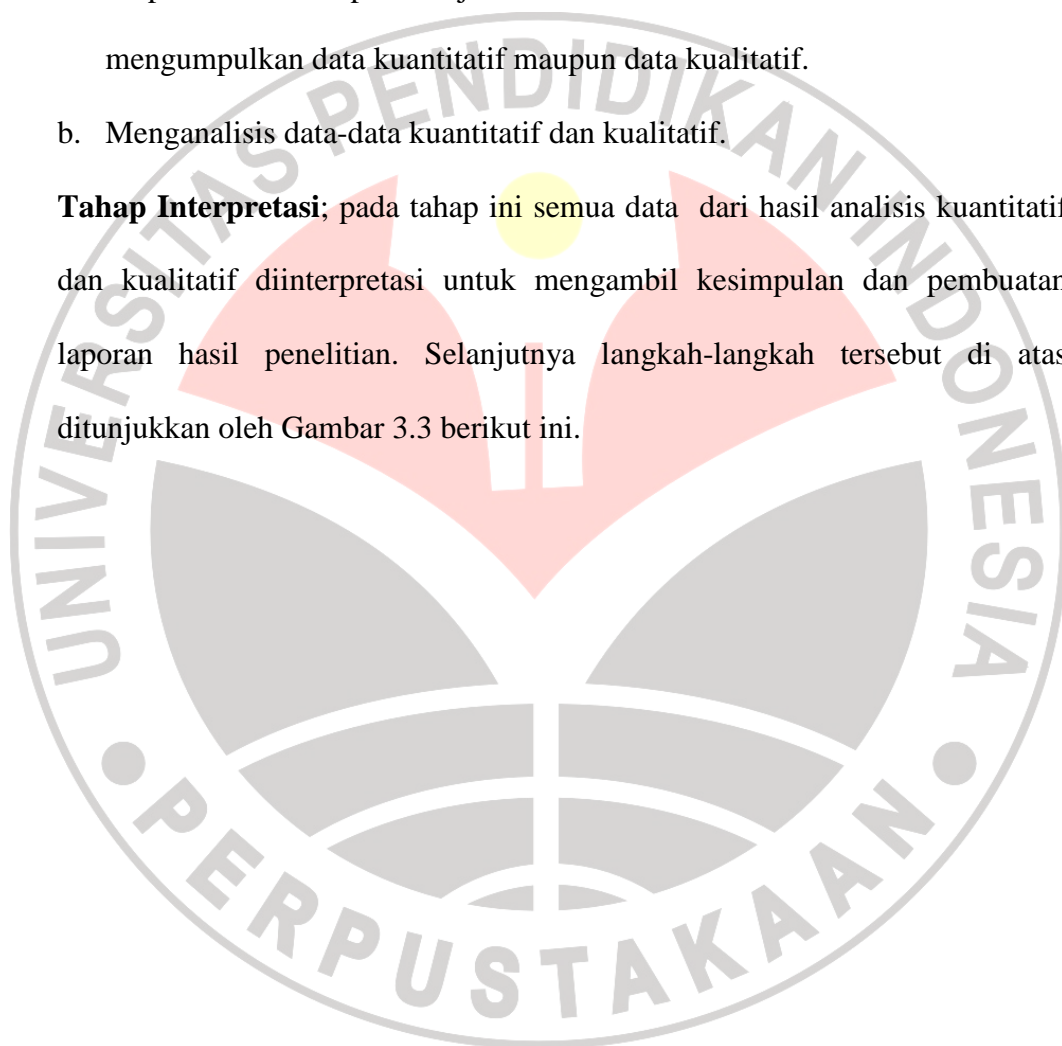 mengumpulkan data kuantitatif maupun data kualitatif.
b. Menganalisis data-data kuantitatif dan kualitatif.
Tahap Interpretasi; pada tahap ini semua data dari hasil analisis kuantitatif
dan kualitatif diinterpretasi untuk mengambil kesimpulan dan pembuatan
laporan hasil penelitian. Selanjutnya langkah-langkah tersebut di atas
ditunjukkan oleh Gambar 3.3 berikut ini.
UNIVERSITAS PENDIDIKAN INDONESIA
PERPUSTAKAAN